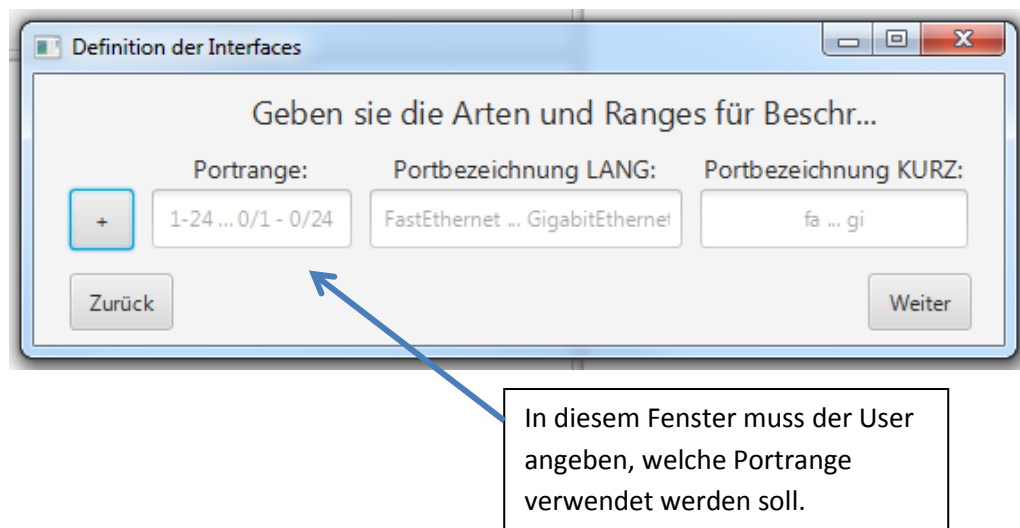 Definition der Interfaces
Geben sie die Arten und Ranges für Beschr...
Portrange: Portbezeichnung LANG: Portbezeichnung KURZ:
+ 1-24 ... 0/1 - 0/24 FastEthernet ... GigabitEthernet fa ... gi
Zurück Weiter
In diesem Fenster muss der User
angeben, welche Portrange
verwendet werden soll.